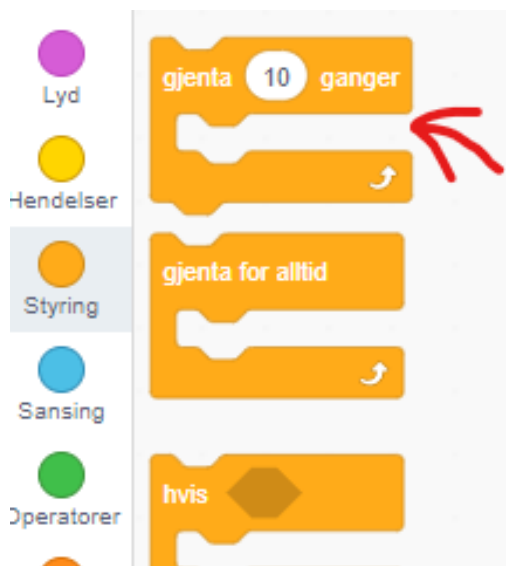 Lyd
Hendelser
Styring
Sansing
Operatorer
gjenta 10 ganger
gjenta for alltid
hvis